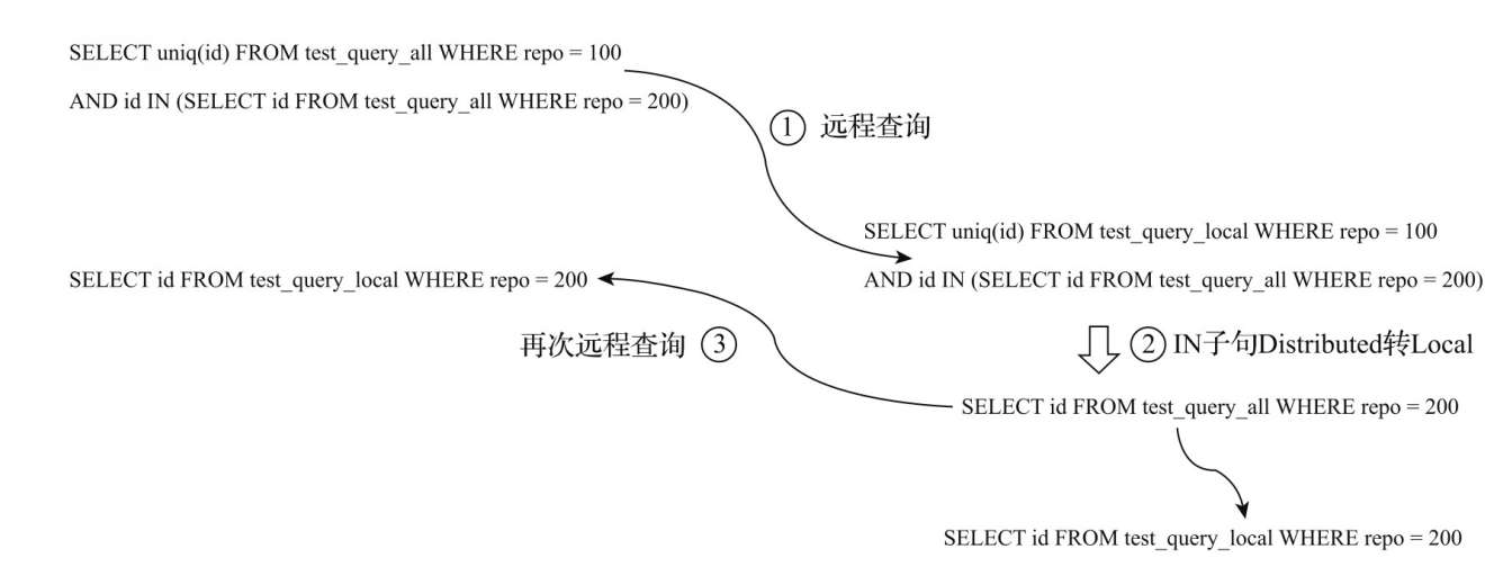 SELECT uniq(id) FROM test_query_all WHERE repo = 100
AND id IN (SELECT id FROM test_query_all WHERE repo = 200)
① 远程查询
SELECT uniq(id) FROM test_query_local WHERE repo = 100
AND id IN (SELECT id FROM test_query_all WHERE repo = 200)
SELECT id FROM test_query_local WHERE repo = 200
再次远程查询 ③
② IN子句Distributed转Local
SELECT id FROM test_query_all WHERE repo = 200
SELECT id FROM test_query_local WHERE repo = 200